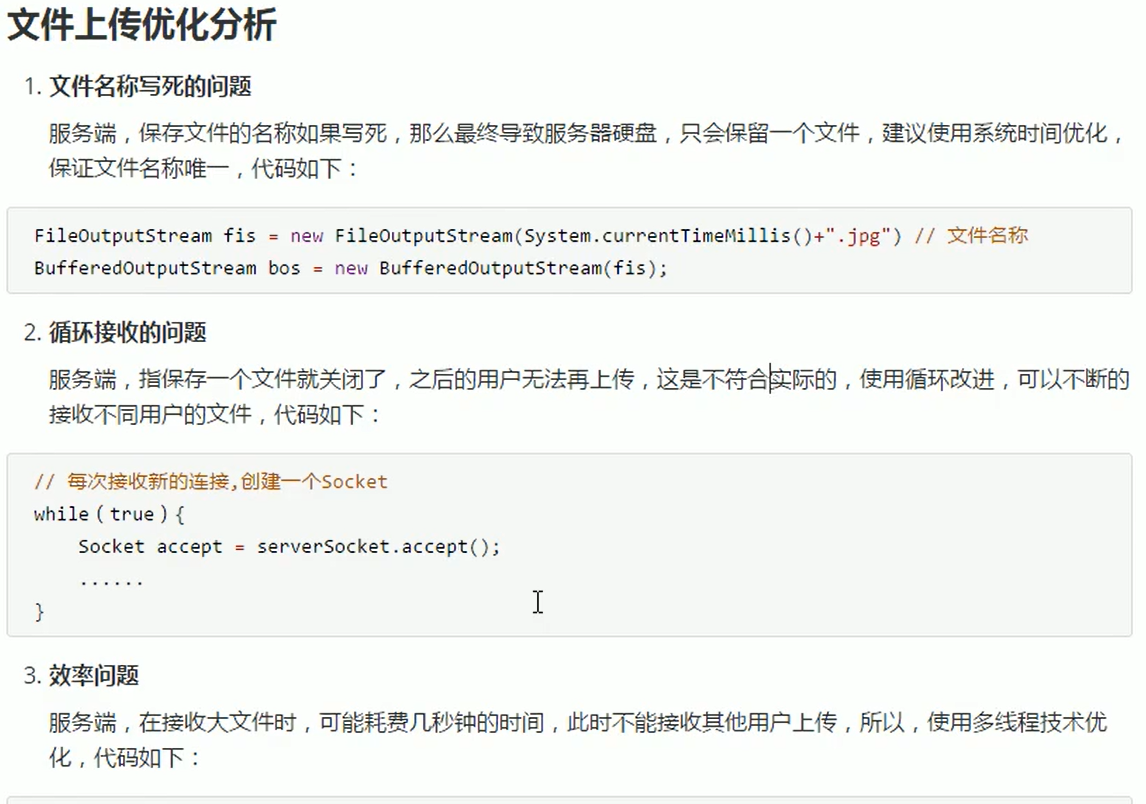 文件上传优化分析
1. 文件名称写死的问题
服务端，保存文件的名称如果写死，那么最终导致服务器硬盘，只会保留一个文件，建议使用系统时间优化，
保证文件名称唯一，代码如下：
FileOutputStream fis = new FileOutputStream(System.currentTimeMillis()+".jpg") // 文件名称
BufferedOutputStream bos = new BufferedOutputStream(fis);
2. 循环接收的问题
服务端，指保存一个文件就关闭了，之后的用户无法再上传，这是不符合实际的，使用循环改进，可以不断的
接收不同用户的文件，代码如下：
// 每次接收新的连接,创建一个Socket
while（true）{
    Socket accept = serverSocket.accept();
    ......
}
3. 效率问题
服务端，在接收大文件时，可能耗费几秒钟的时间，此时不能接收其他用户上传，所以，使用多线程技术优
化，代码如下：